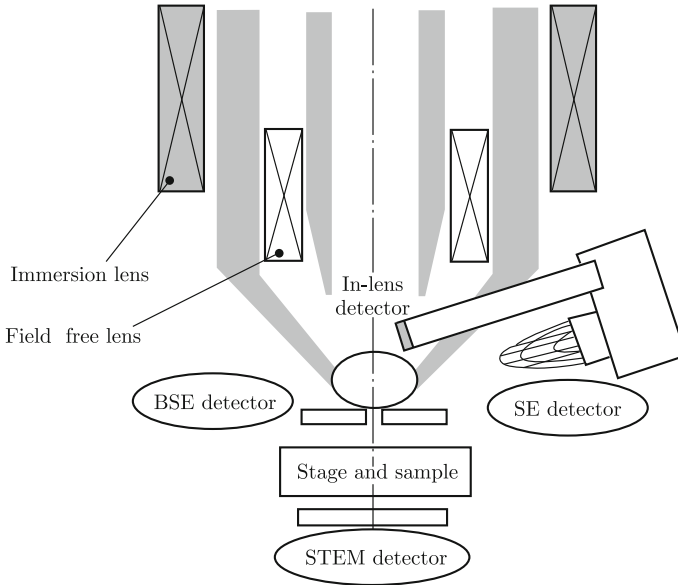 Immersion lens
In-lens
detector
Field free lens
BSE detector
SE detector
Stage and sample
STEM detector